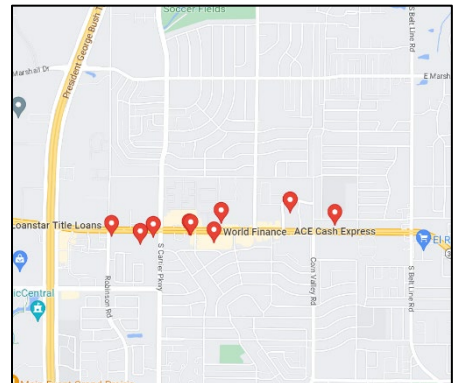 Soccer Fields
President George Bush T
S Belt Line Rd
Marshall Dr
E Marsh
Loanstar Title Loans
World Finance
ACE Cash Express
El R
S Carrier Pkwy
Corn Valley Rd
Robinson Rd
S Belt Line Rd
icCentral